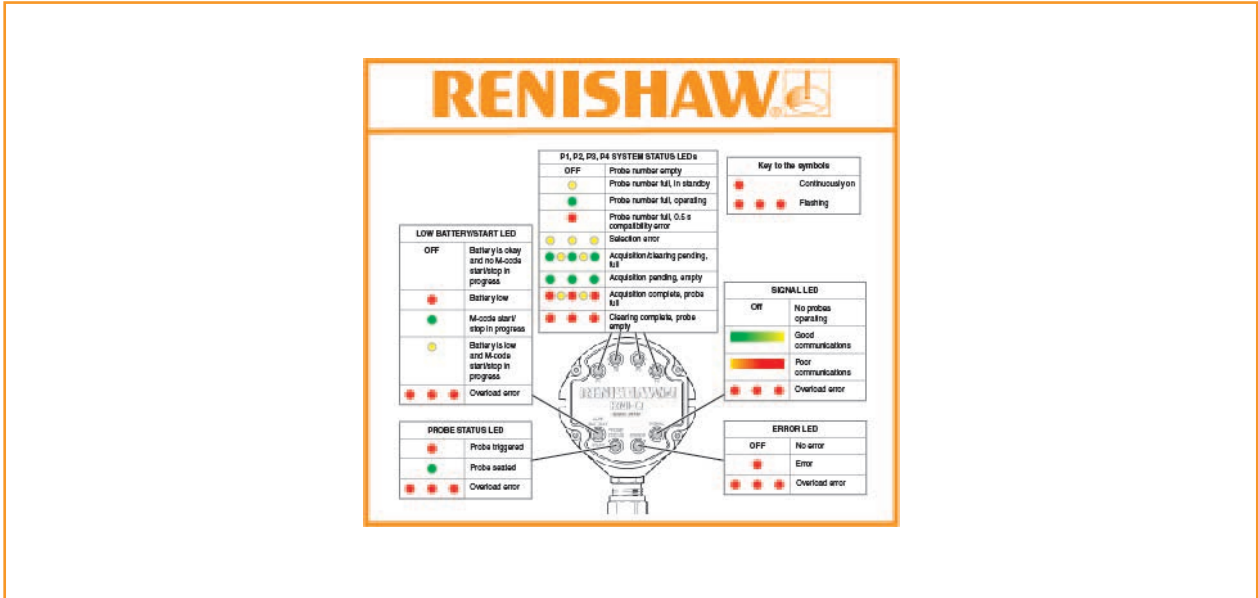 RENISHAW
P1, P2, P3, P4 SYSTEM STATUS LEDs
OFF Probe number empty
Probe number full, in standby
Probe number full, operating
Probe number full, 0.5 s
compatibility error
Selection error
Acquisition/clearing pending,
full
Acquisition pending, empty
Acquisition complete, probe
full
Clearing complete, probe
empty
Key to the symbols
Continuously on
Flashing
LOW BATTERY/START LED
OFF Battery is okay
and no M-code
start/stop in
progress
Battery low
M-code start/
stop in progress
Battery is low
and M-code
start/stop in
progress
Overload error
SIGNAL LED
Off No probes
operating
Good
communications
Poor
communications
Overload error
RENISHAW
RMI-Q
PROBE STATUS LED
Probe triggered
Probe seated
Overload error
ERROR LED
OFF No error
Error
Overload error